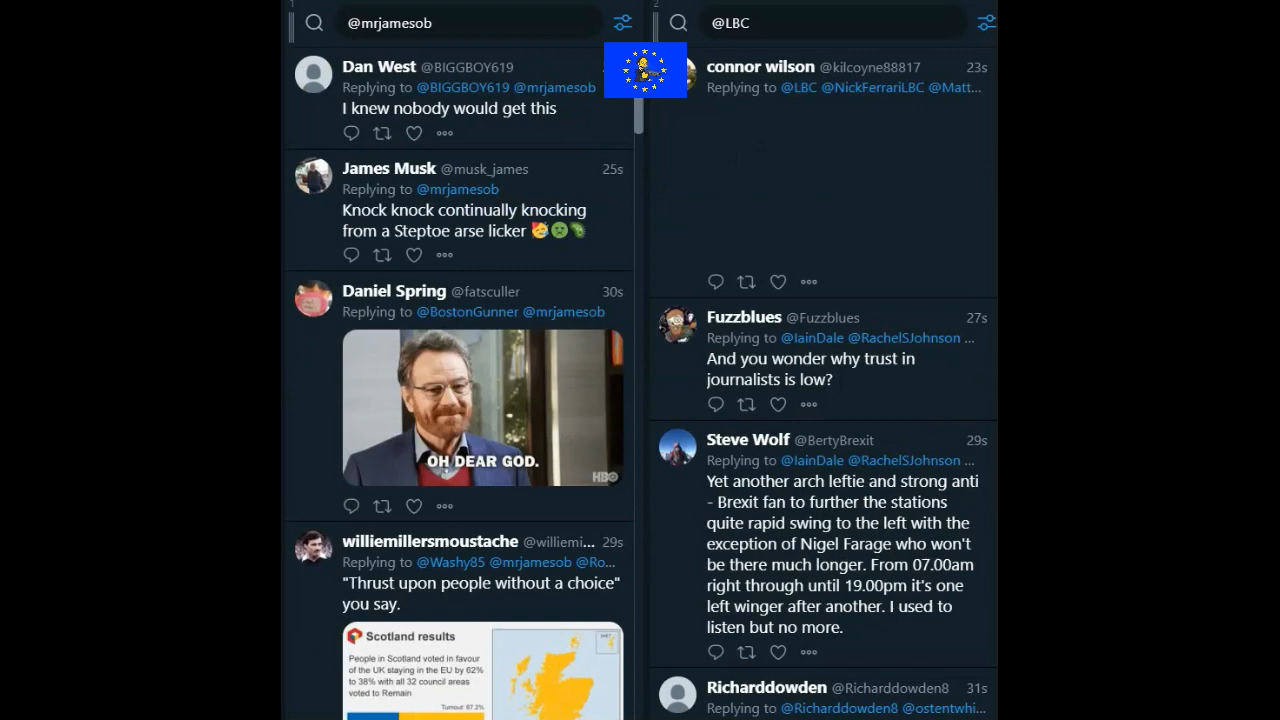 1
@mrjamesob
Dan West @BIGGBOY619
Replying to @BIGGBOY619 @mrjamesob
I knew nobody would get this
James Musk @musk_james 25s
Replying to @mrjamesob
Knock knock continually knocking
from a Steptoe arse licker 🥳🤢🦠
Daniel Spring @fatsculler 30s
Replying to @BostonGunner @mrjamesob
OH DEAR GOD.
HBO
williemillersmoustache @williemi... 29s
Replying to @Washy85 @mrjamesob @Ro...
"Thrust upon people without a choice"
you say.
Scotland results
People in Scotland voted in favour
of the UK staying in the EU by 62%
to 38% with all 32 council areas
voted to Remain
Turnout: 67.2%
2
@LBC
connor wilson @kilcoyne88817 23s
Replying to @LBC @NickFerrariLBC @Matt...
Fuzzblues @Fuzzblues 27s
Replying to @IainDale @RachelSJohnson ...
And you wonder why trust in
journalists is low?
Steve Wolf @BertyBrexit 29s
Replying to @IainDale @RachelSJohnson ...
Yet another arch leftie and strong anti
- Brexit fan to further the stations
quite rapid swing to the left with the
exception of Nigel Farage who won't
be there much longer. From 07.00am
right through until 19.00pm it's one
left winger after another. I used to
listen but no more.
Richarddowden @Richarddowden8 31s
Replying to @Richarddowden8 @ostentwhi...